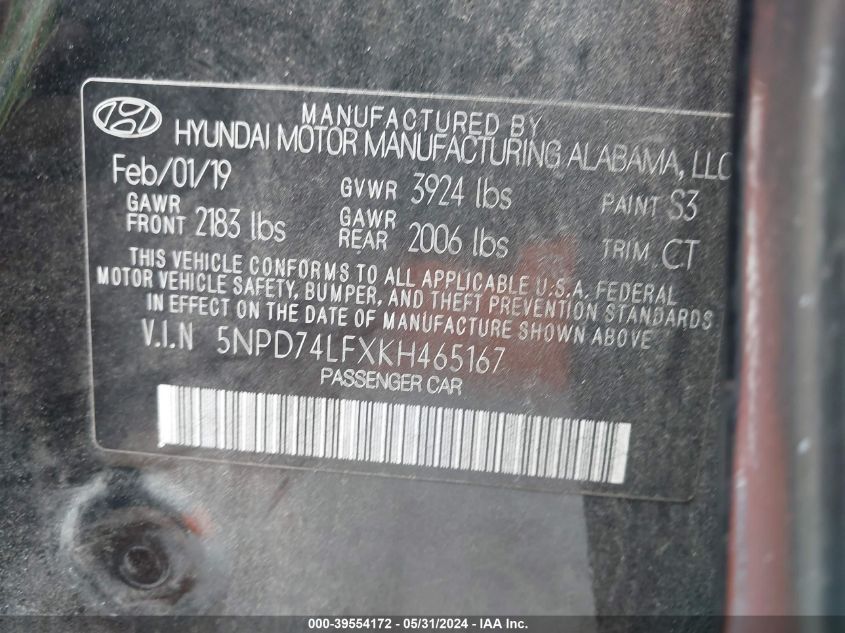 MANUFACTURED BY
HYUNDAI MOTOR MANUFACTURING ALABAMA, LLC
Feb/01/19 GVWR 3924 lbs PAINT S3
GAWR FRONT 2183 lbs GAWR REAR 2006 lbs TRIM CT
THIS VEHICLE CONFORMS TO ALL APPLICABLE U.S.A. FEDERAL
MOTOR VEHICLE SAFETY, BUMPER, AND THEFT PREVENTION STANDARDS
IN EFFECT ON THE DATE OF MANUFACTURE SHOWN ABOVE
V.I.N 5NPD74LFXKH465167
PASSENGER CAR
000-39554172 - 05/31/2024 - IAA Inc.